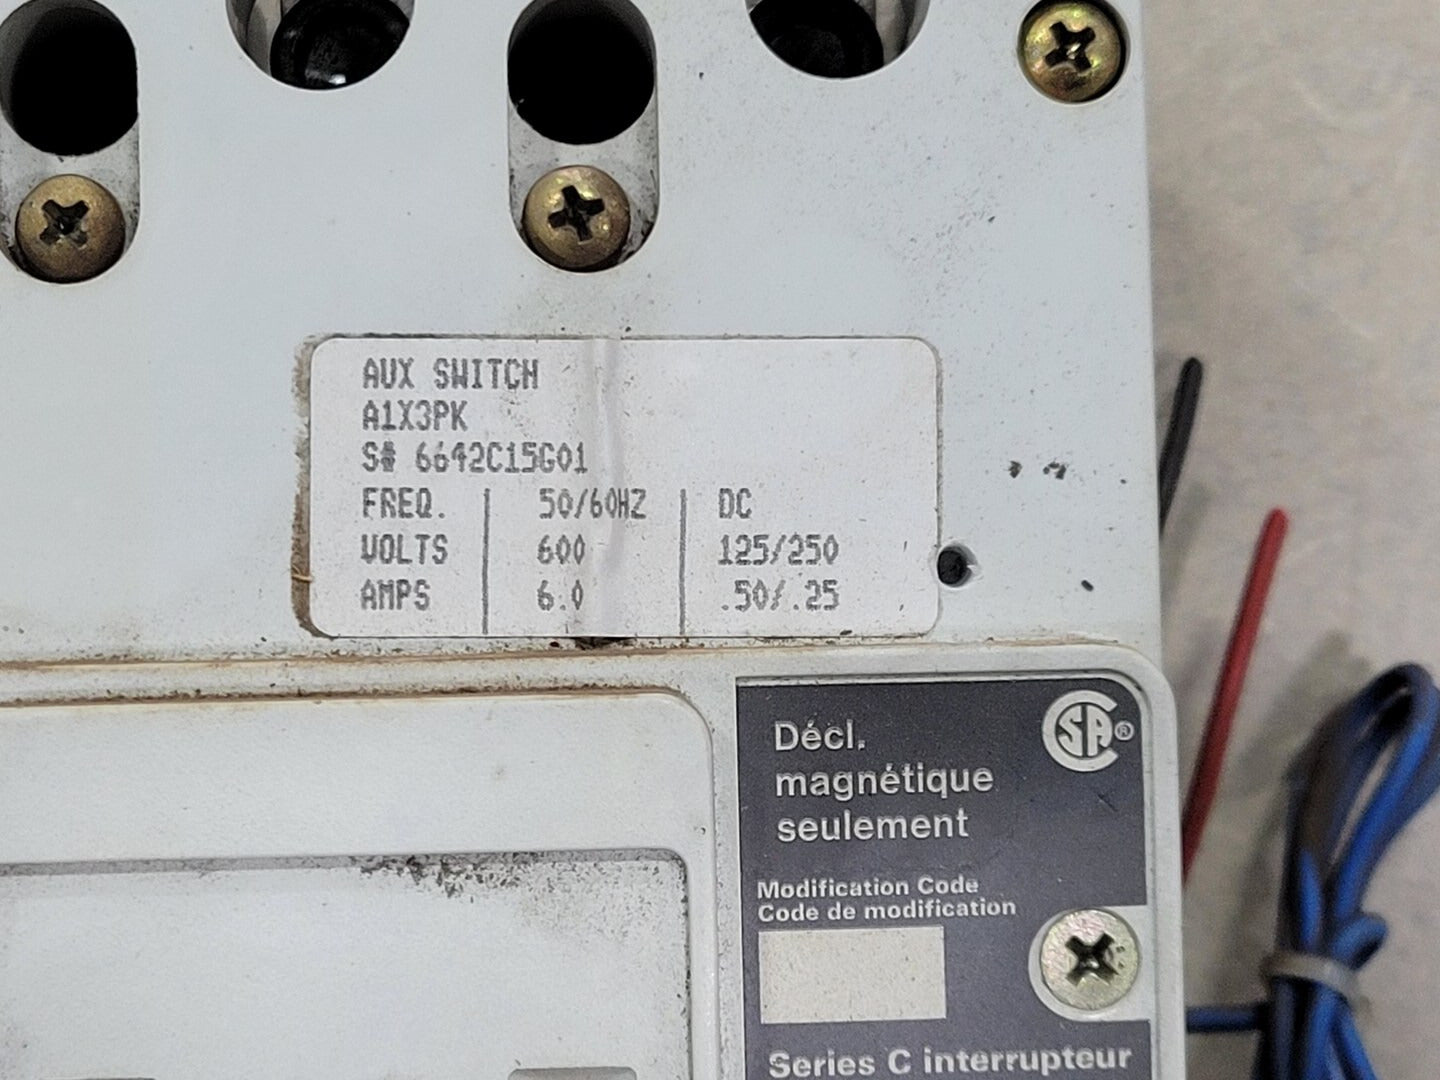 AUX SWITCH
A1X3PK
S# 6642C15G01
FREQ. 50/60HZ DC
VOLTS 600 125/250
AMPS 6.0 .50/.25
Décl.
magnétique
seulement
SA ®
Modification Code
Code de modification
Series C interrupteur